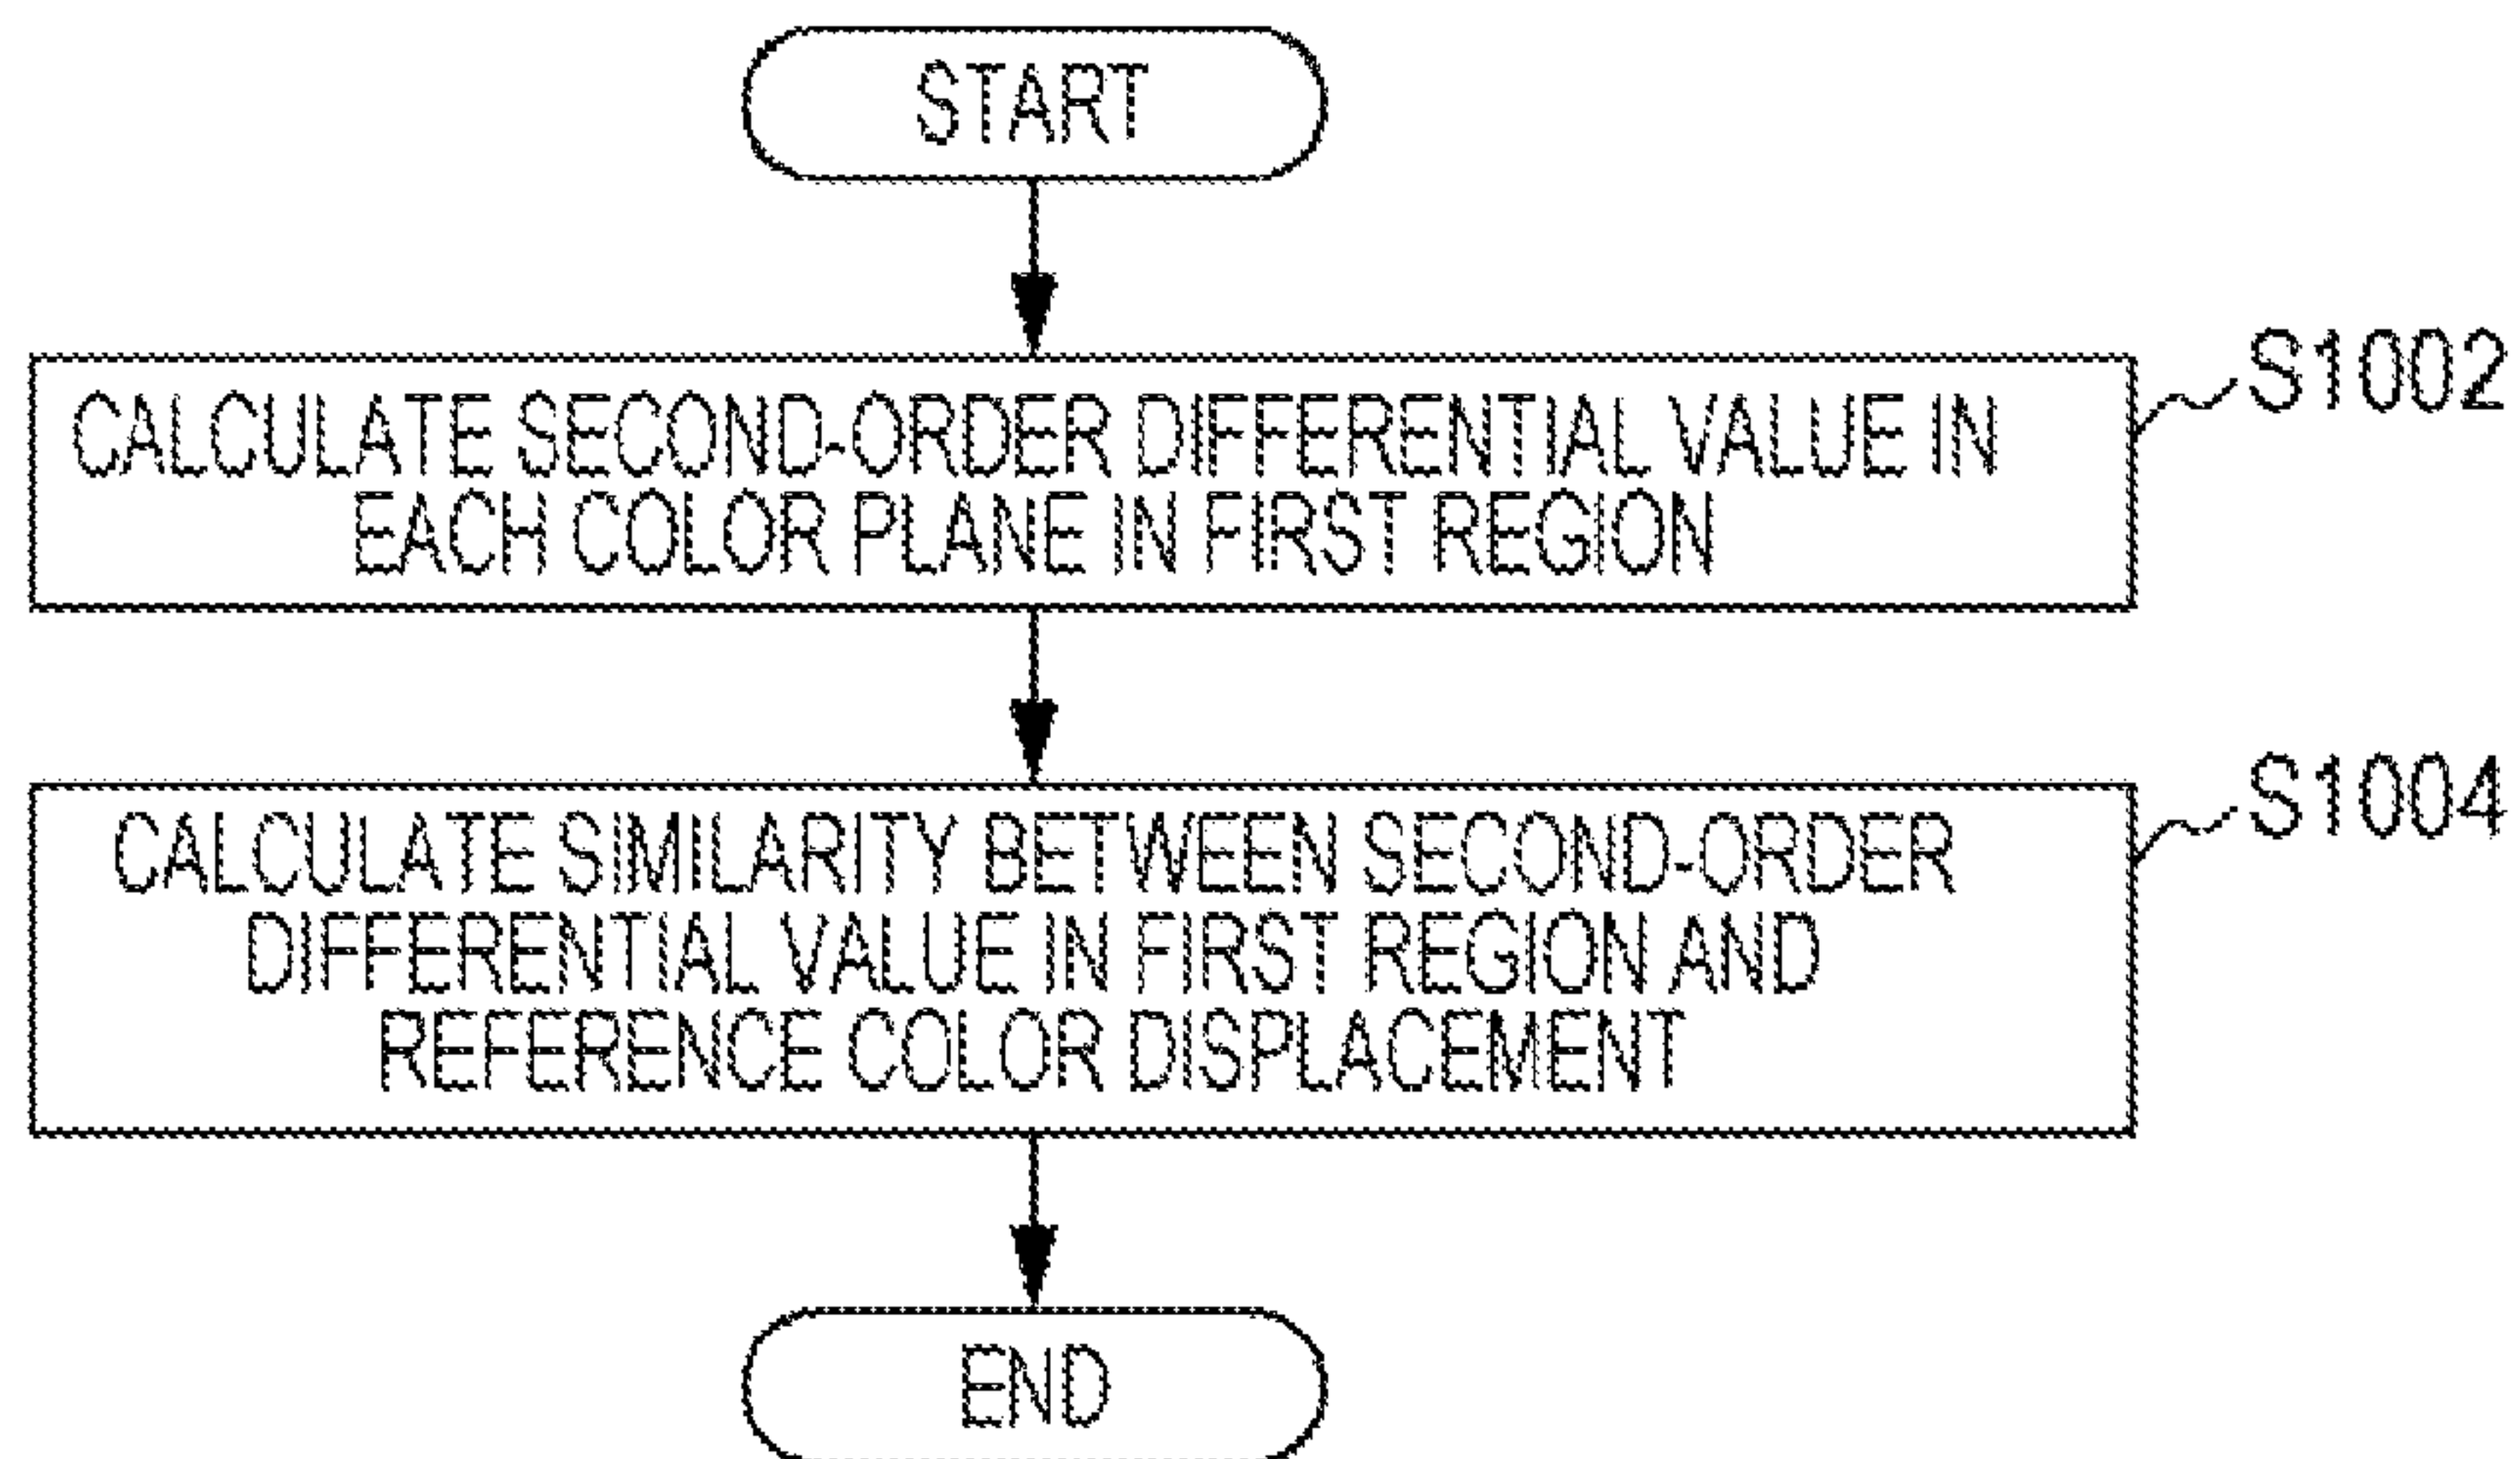 START
S1002
CALCULATE SECOND-ORDER DIFFERENTIAL VALUE IN
EACH COLOR PLANE IN FIRST REGION
S1004
CALCULATE SIMILARITY BETWEEN SECOND-ORDER
DIFFERENTIAL VALUE IN FIRST REGION AND
REFERENCE COLOR DISPLACEMENT
END